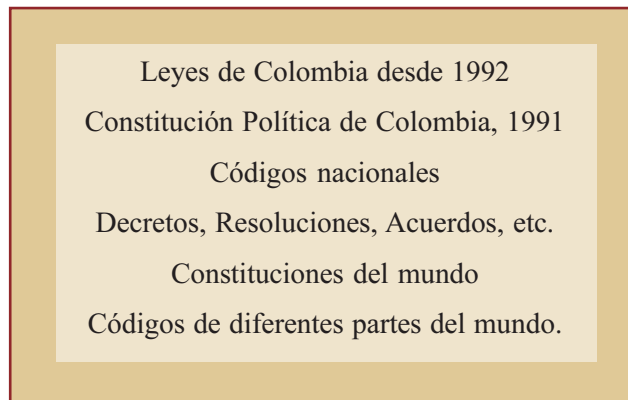 Leyes de Colombia desde 1992
Constitución Política de Colombia, 1991
Códigos nacionales
Decretos, Resoluciones, Acuerdos, etc.
Constituciones del mundo
Códigos de diferentes partes del mundo.